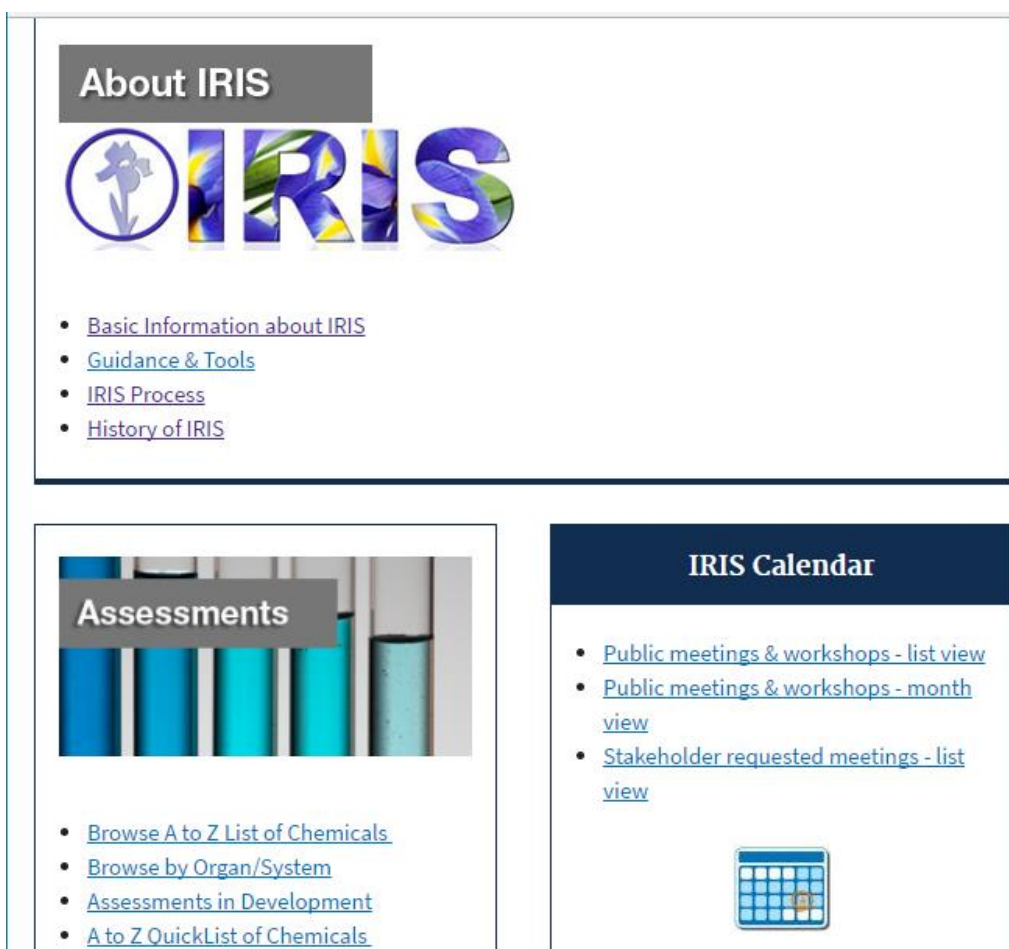 About IRIS
IRIS
Basic Information about IRIS
Guidance & Tools
IRIS Process
History of IRIS
Assessments
Browse A to Z List of Chemicals
Browse by Organ/System
Assessments in Development
A to Z QuickList of Chemicals
IRIS Calendar
Public meetings & workshops - list view
Public meetings & workshops - month
view
Stakeholder requested meetings - list
view